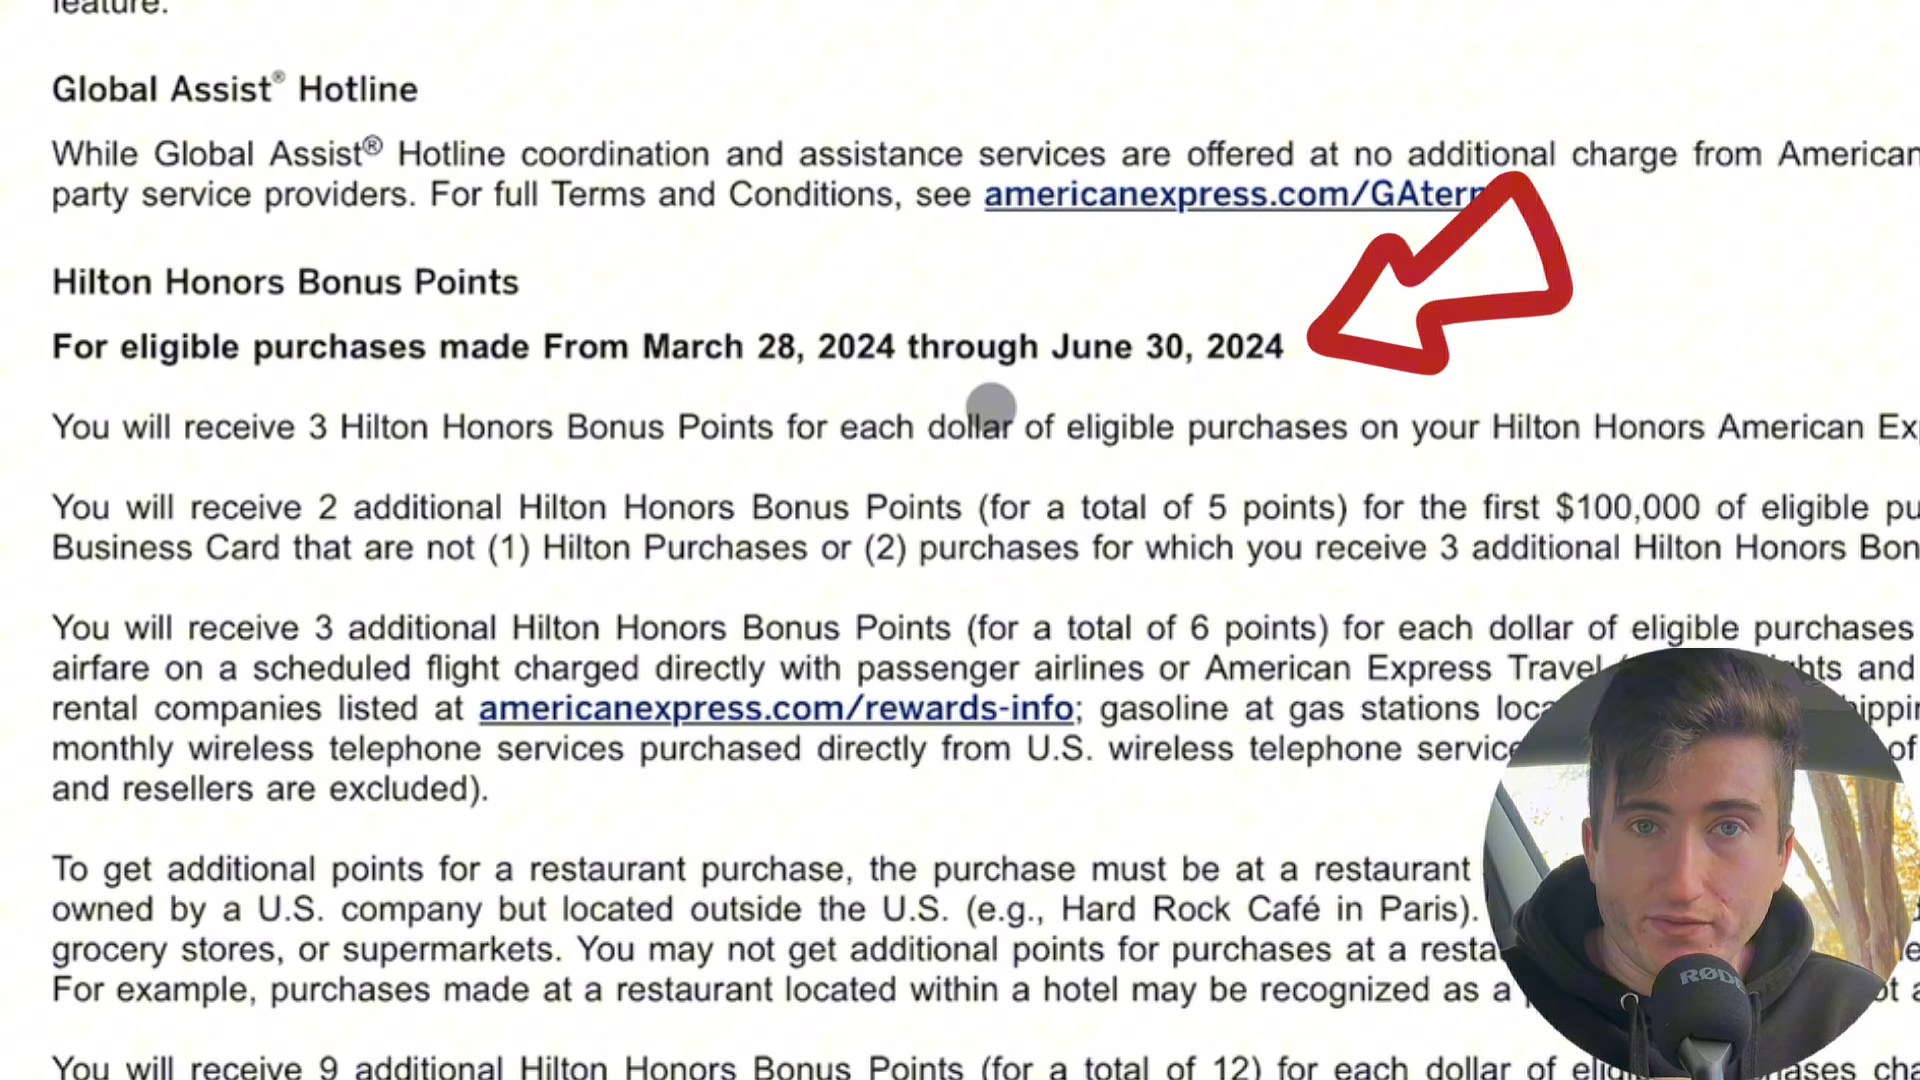 feature.
Global Assist® Hotline
While Global Assist® Hotline coordination and assistance services are offered at no additional charge from American
party service providers. For full Terms and Conditions, see americanexpress.com/GAter
Hilton Honors Bonus Points
For eligible purchases made From March 28, 2024 through June 30, 2024
You will receive 3 Hilton Honors Bonus Points for each dollar of eligible purchases on your Hilton Honors American Ex
You will receive 2 additional Hilton Honors Bonus Points (for a total of 5 points) for the first $100,000 of eligible pu
Business Card that are not (1) Hilton Purchases or (2) purchases for which you receive 3 additional Hilton Honors Bon
You will receive 3 additional Hilton Honors Bonus Points (for a total of 6 points) for each dollar of eligible purchases
airfare on a scheduled flight charged directly with passenger airlines or American Express Travel and
rental companies listed at americanexpress.com/rewards-info; gasoline at gas stations loca
monthly wireless telephone services purchased directly from U.S. wireless telephone service of
and resellers are excluded).
To get additional points for a restaurant purchase, the purchase must be at a restaurant
owned by a U.S. company but located outside the U.S. (e.g., Hard Rock Café in Paris).
grocery stores, or supermarkets. You may not get additional points for purchases at a resta
For example, purchases made at a restaurant located within a hotel may be recognized as a
You will receive 9 additional Hilton Honors Bonus Points (for a total of 12) for each dollar of
RØDE